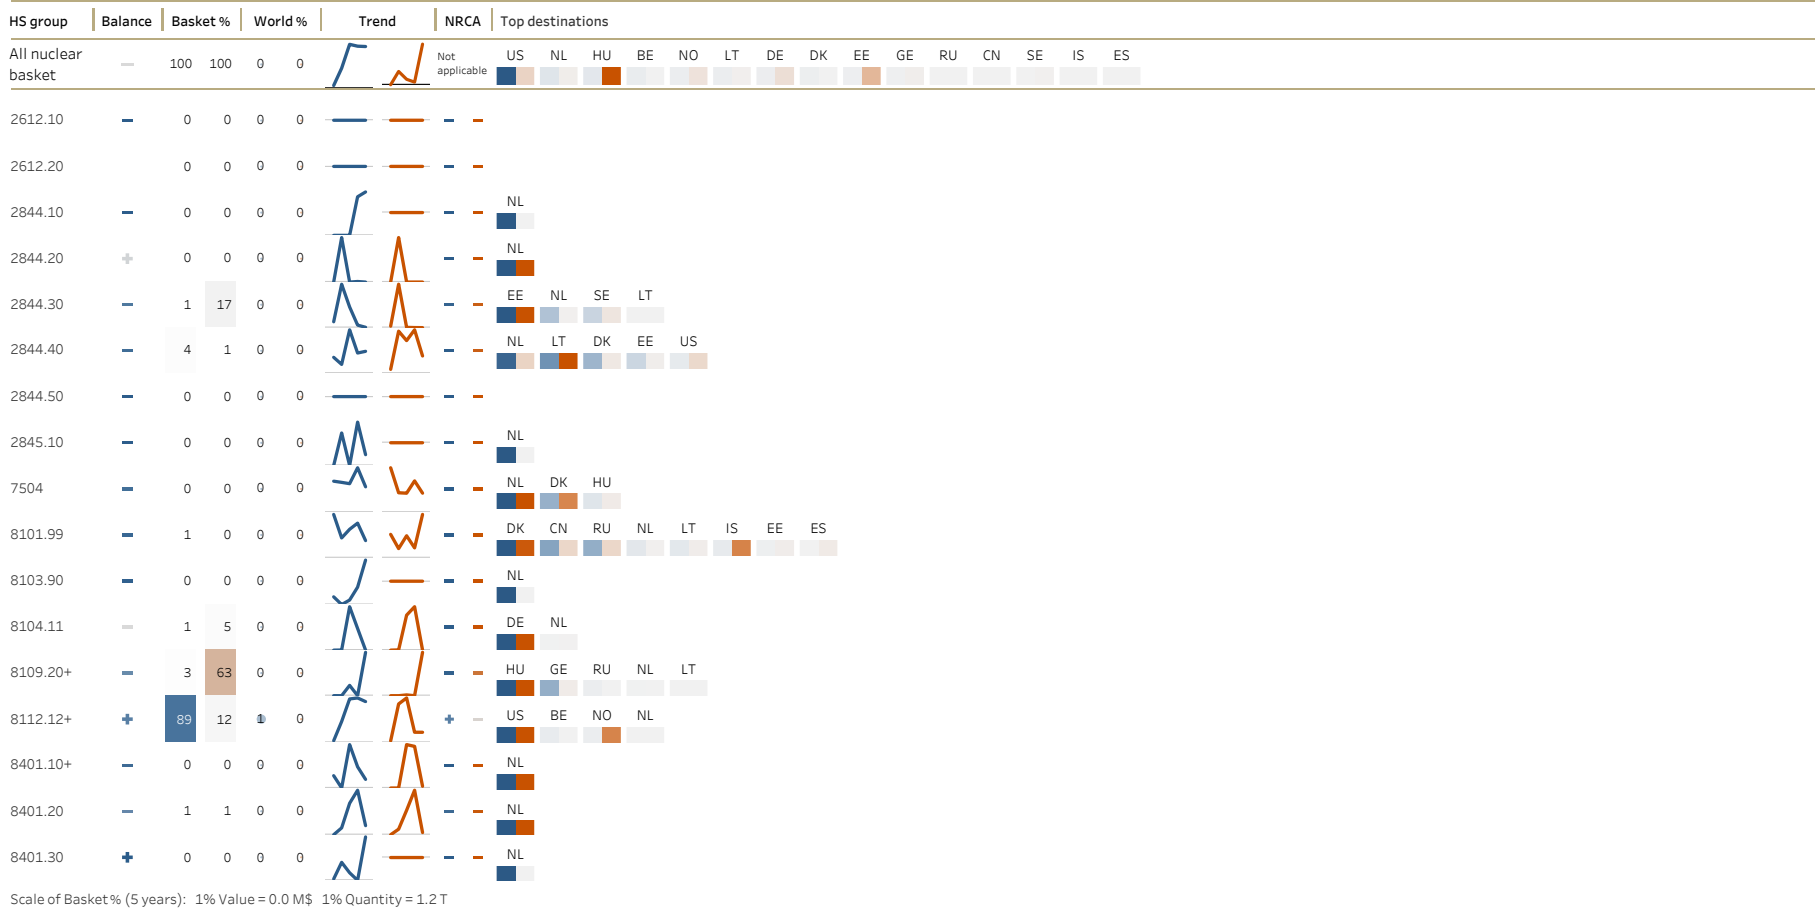 HS group Balance Basket % World % Trend NRCA Top destinations
All nuclear basket 100 100 0 0 Not applicable US NL HU BE NO LT DE DK EE GE RU CN SE IS ES
2612.10 0 0 0 0
2612.20 0 0 0 0
2844.10 0 0 0 0 NL
2844.20 0 0 0 0 NL
2844.30 1 17 0 0 EE NL SE LT
2844.40 4 1 0 0 NL LT DK EE US
2844.50 0 0 0 0
2845.10 0 0 0 0 NL
7504 0 0 0 0 NL DK HU
8101.99 1 0 0 0 DK CN RU NL LT IS EE ES
8103.90 0 0 0 0 NL
8104.11 1 5 0 0 DE NL
8109.20+ 3 63 0 0 HU GE RU NL LT
8112.12+ 89 12 1 0 US BE NO NL
8401.10+ 0 0 0 0 NL
8401.20 1 1 0 0 NL
8401.30 0 0 0 0 NL
Scale of Basket% (5 years): 1% Value = 0.0 M$ 1% Quantity = 1.2 T